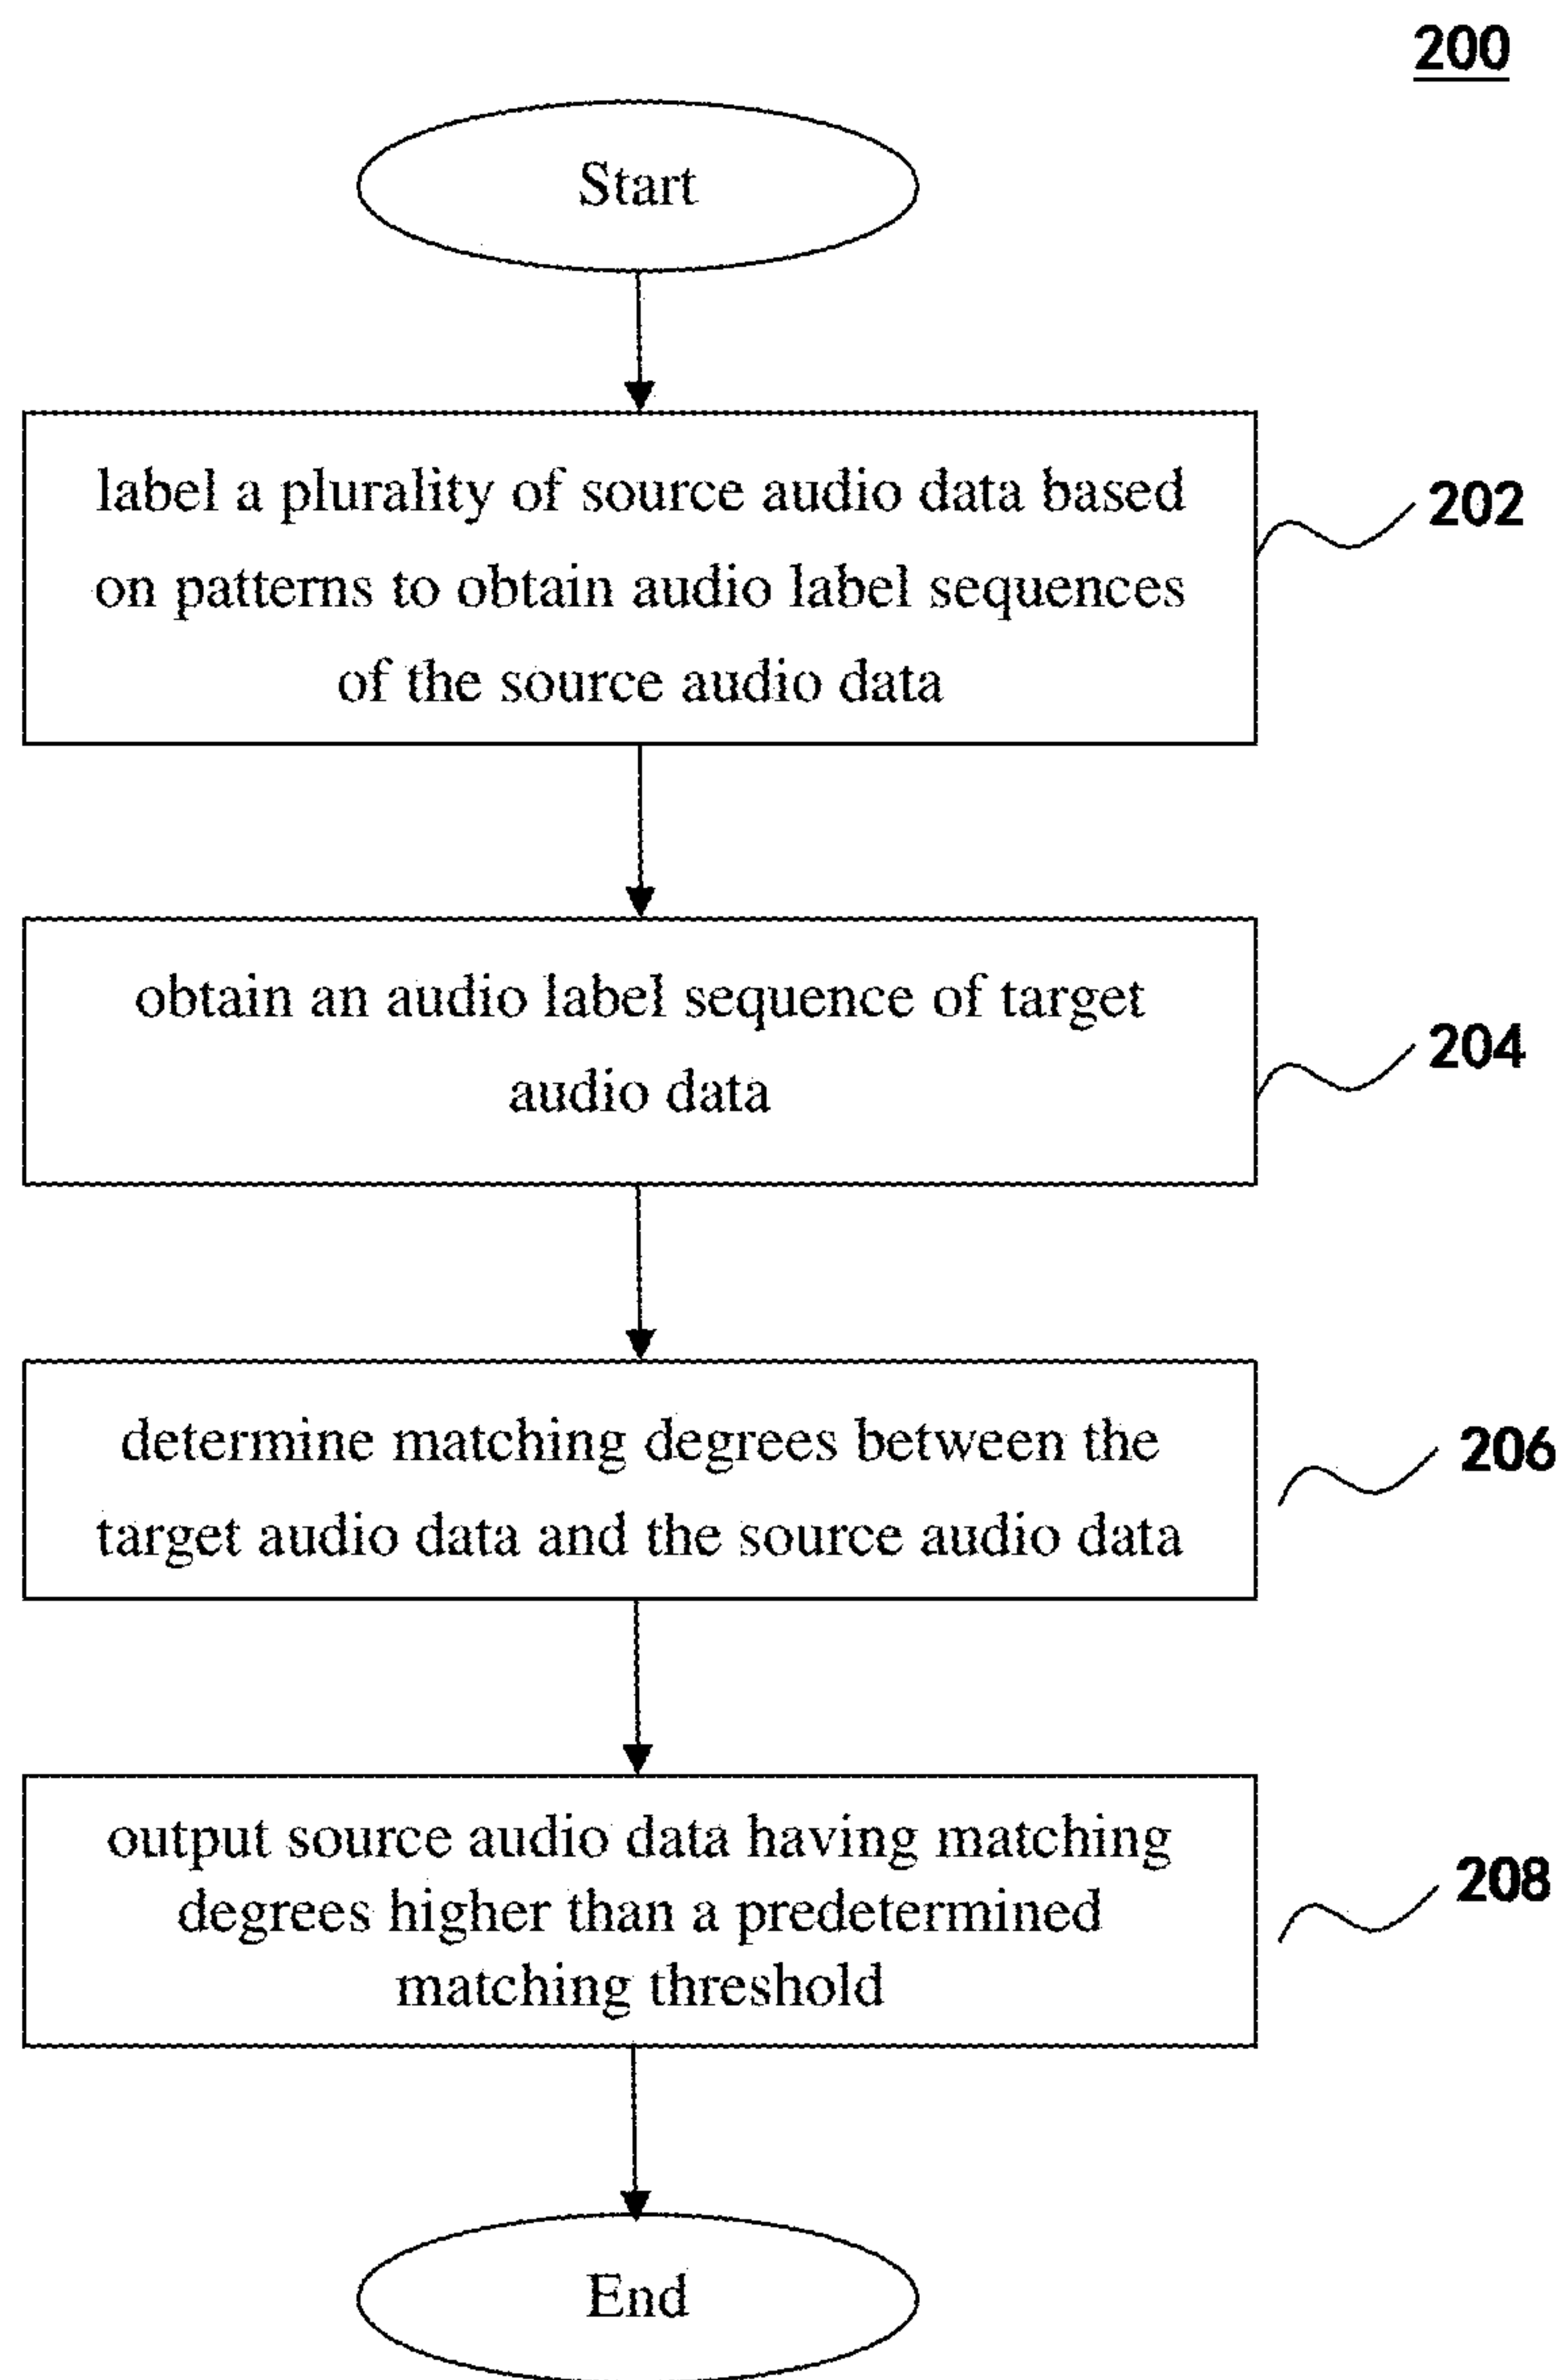 200
Start
label a plurality of source audio data based
on patterns to obtain audio label sequences
of the source audio data
202
obtain an audio label sequence of target
audio data
204
determine matching degrees between the
target audio data and the source audio data
206
output source audio data having matching
degrees higher than a predetermined
matching threshold
208
End